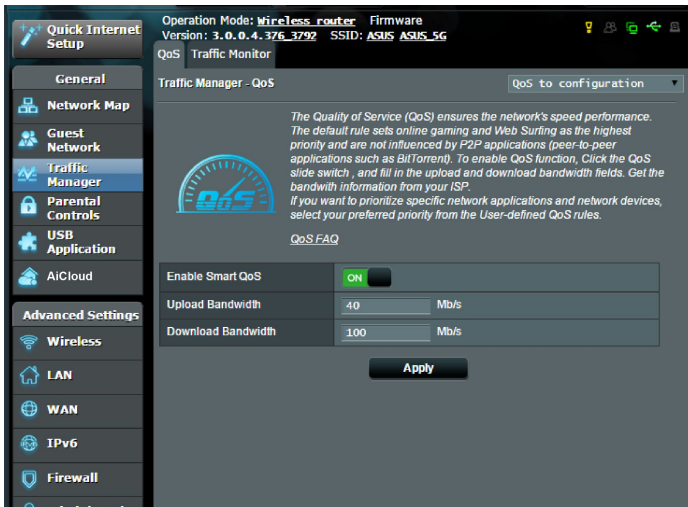 Quick Internet
Setup
General
Network Map
Guest
Network
Traffic
Manager
Parental
Controls
USB
Application
AiCloud
Advanced Settings
Wireless
LAN
WAN
IPv6
Firewall
Operation Mode: Wireless router Firmware
Version: 3.0.0.4.376_3792 SSID: ASUS ASUS_5G
QoS Traffic Monitor
Traffic Manager - QoS
QoS to configuration
The Quality of Service (QoS) ensures the network's speed performance.
The default rule sets online gaming and Web Surfing as the highest
priority and are not influenced by P2P applications (peer-to-peer
applications such as BitTorrent). To enable QoS function, Click the QoS
slide switch , and fill in the upload and download bandwidth fields. Get the
bandwith information from your ISP.
If you want to prioritize specific network applications and network devices,
select your preferred priority from the User-defined QoS rules.
QoS
QoS FAQ
Enable Smart QoS ON
Upload Bandwidth 40 Mb/s
Download Bandwidth 100 Mb/s
Apply